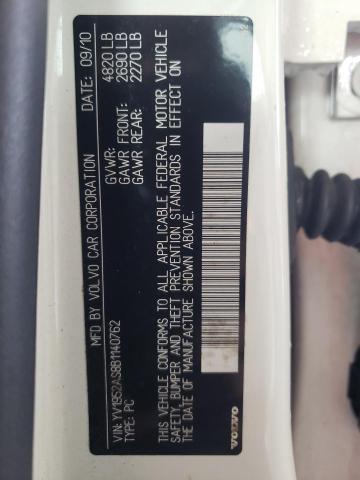 MFD BY VOLVO CAR CORPORATION DATE: 09/10
GVWR: 4820 LB
GAWR FRONT: 2690 LB
GAWR REAR: 2270 LB
THIS VEHICLE CONFORMS TO ALL APPLICABLE FEDERAL MOTOR VEHICLE
SAFETY, BUMPER AND THEFT PREVENTION STANDARDS IN EFFECT ON
DATE OF MANUFACTURE SHOWN ABOVE.
VIN: YV1952AS8B1140762
TYPE: PC
VOLVO